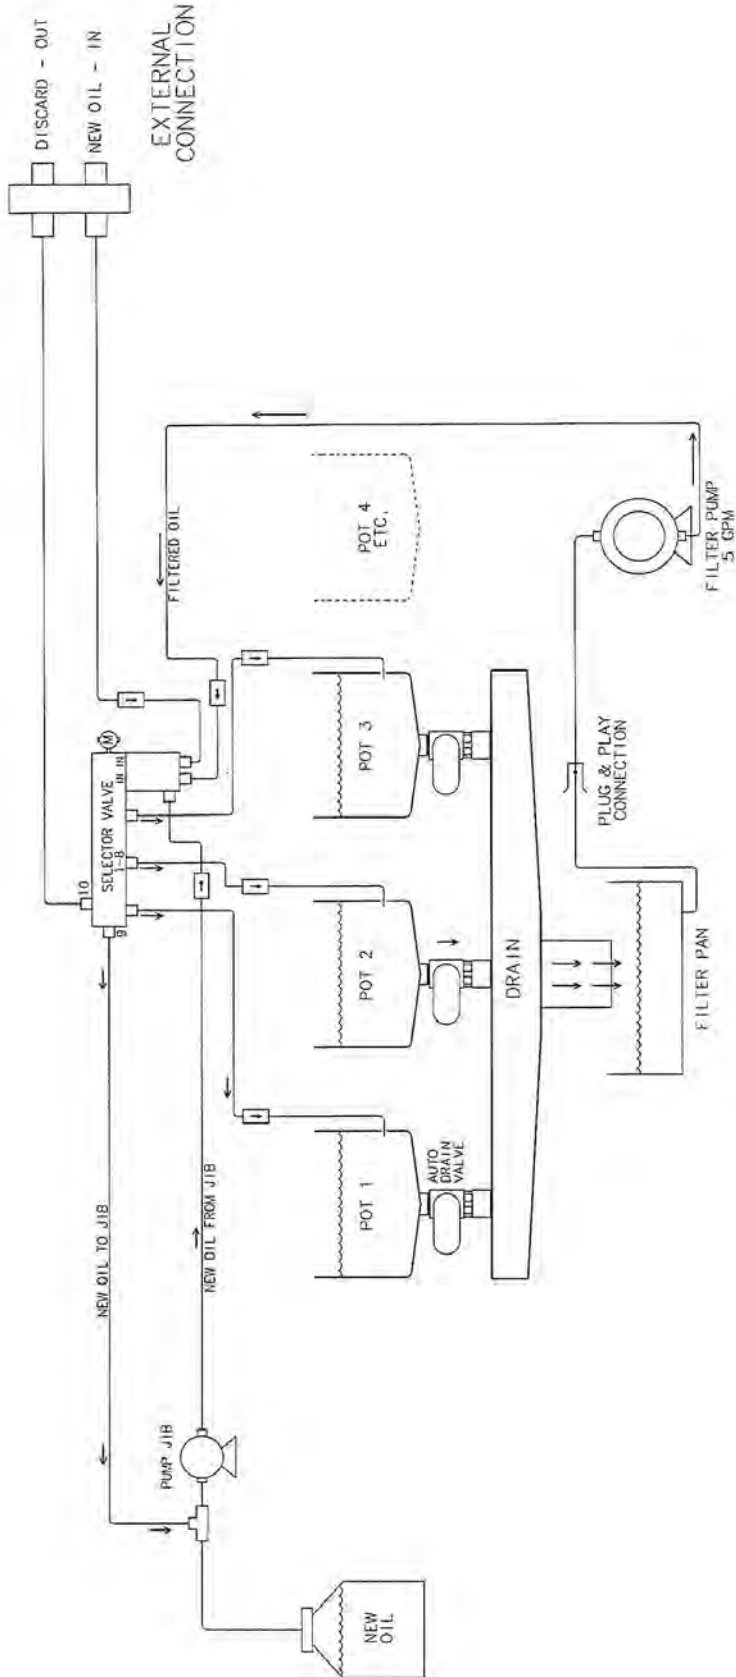 DISCARD - OUT
NEW OIL - IN
EXTERNAL
CONNECTION
10
SELECTOR VALVE
M
IN IN
1-8
9
FILTERED OIL
NEW OIL TO JIB
NEW OIL FROM JIB
PUMP JIB
NEW
OIL
POT 1
POT 2
POT 3
POT 4
ETC.
AUTO
DRAIN
VALVE
DRAIN
FILTER PAN
PLUG & PLAY
CONNECTION
FILTER PUMP
5 GPM